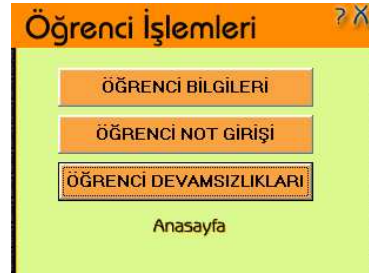 Öğrenci İşlemleri ? X
ÖĞRENCİ BİLGİLERİ
ÖĞRENCİ NOT GİRİŞİ
ÖĞRENCİ DEVAMSIZLIKLARI
Anasayfa